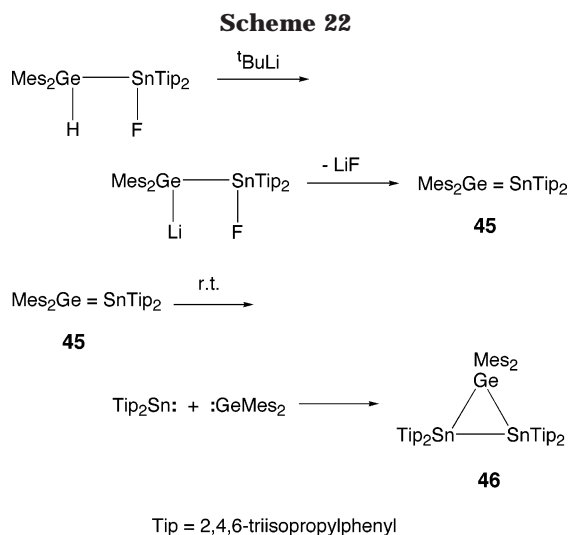 Scheme 22
Mes2Ge SnTip2
H F
tBuLi
Mes2Ge SnTip2
Li F
- LiF
Mes2Ge = SnTip2
45
Mes2Ge = SnTip2
45
r.t.
Tip2Sn: + :GeMes2
Mes2
Ge
Tip2Sn SnTip2
46
Tip = 2,4,6-triisopropylphenyl